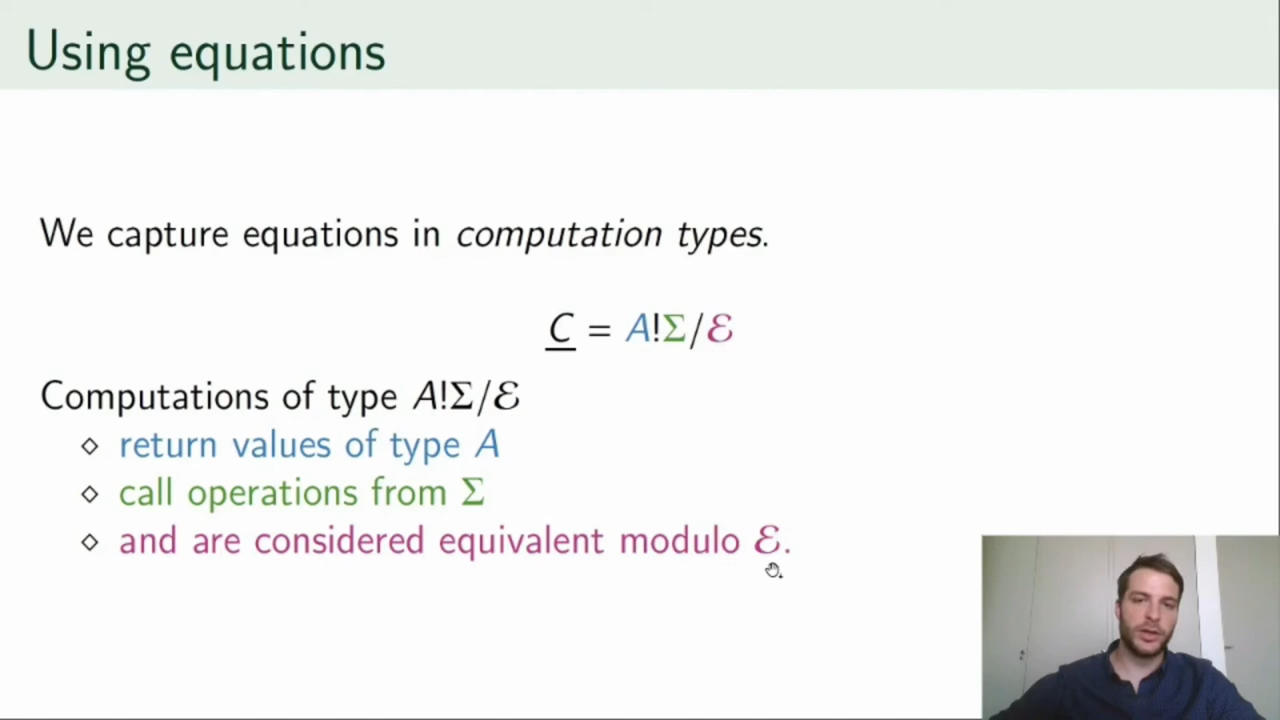 Using equations
We capture equations in computation types.
C = A!Σ/ℰ
Computations of type A!Σ/ℰ
⋄ return values of type A
⋄ call operations from Σ
⋄ and are considered equivalent modulo ℰ.